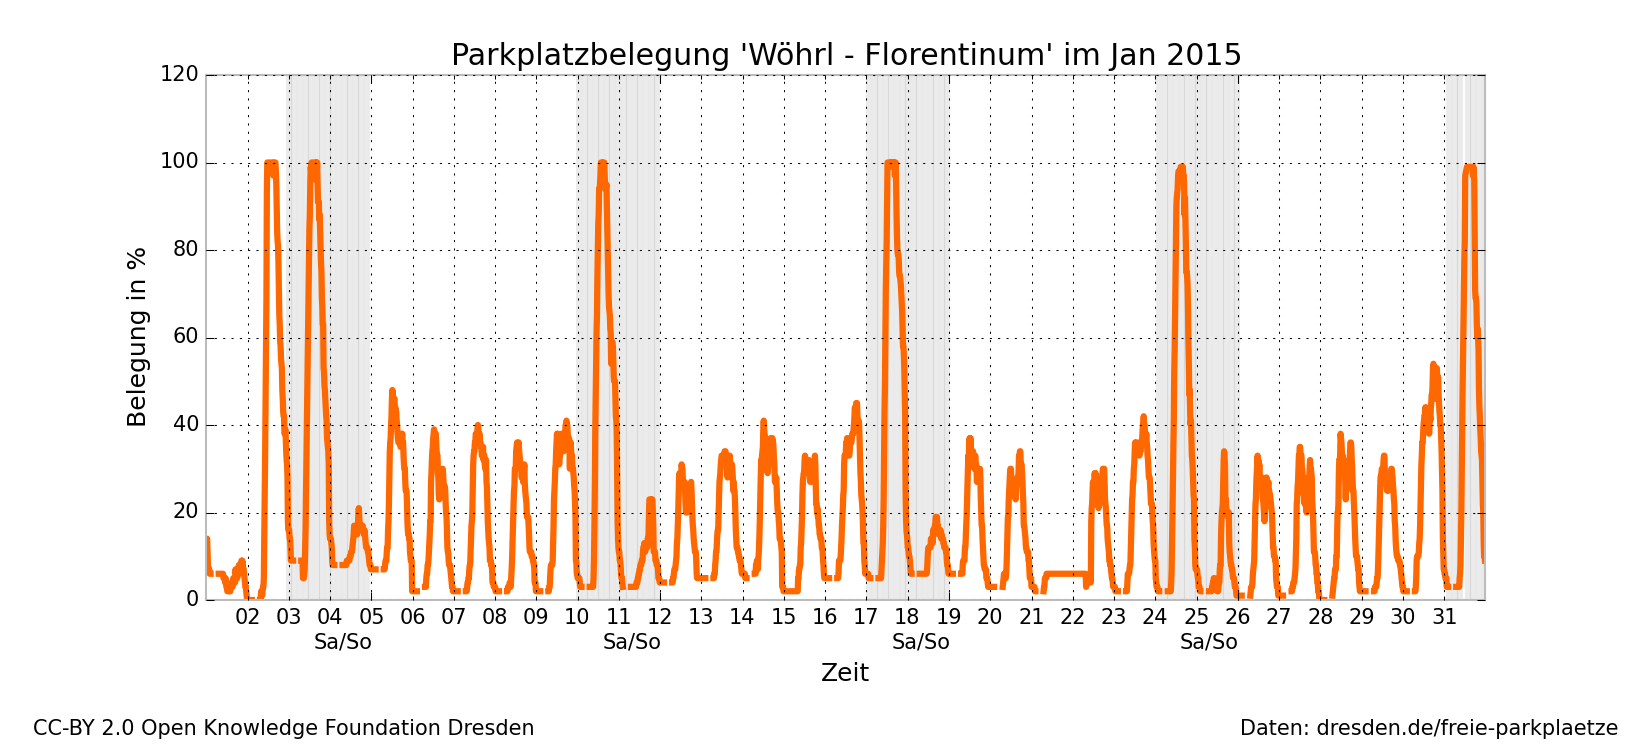 Parkplatzbelegung 'Wöhrl - Florentinum' im Jan 2015
120
100
80
60
40
20
0
Belegung in %
02 03 04 05 06 07 08 09 10 11 12 13 14 15 16 17 18 19 20 21 22 23 24 25 26 27 28 29 30 31
Sa/So Sa/So Sa/So Sa/So
Zeit
CC-BY 2.0 Open Knowledge Foundation Dresden
Daten: dresden.de/freie-parkplaetze